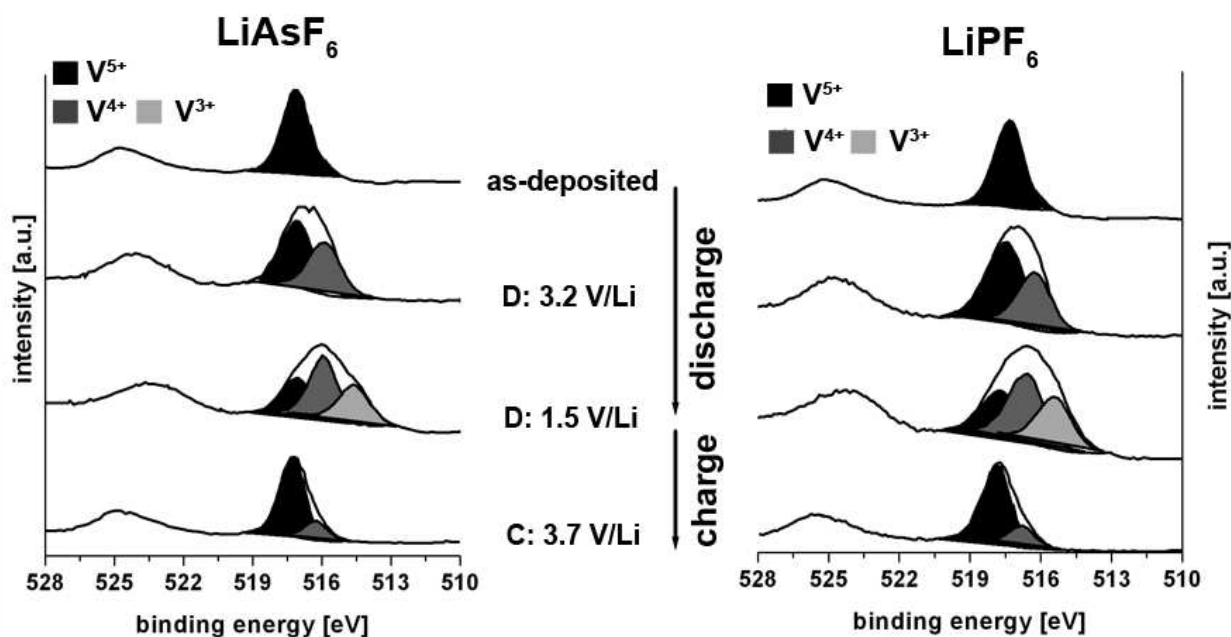 LiAsF6
V5+
V4+ V3+
intensity [a.u.]
528 525 522 519 516 513 510
binding energy [eV]
as-deposited
D: 3.2 V/Li
D: 1.5 V/Li
C: 3.7 V/Li
discharge
charge
LiPF6
V5+
V4+ V3+
intensity [a.u.]
528 525 522 519 516 513 510
binding energy [eV]